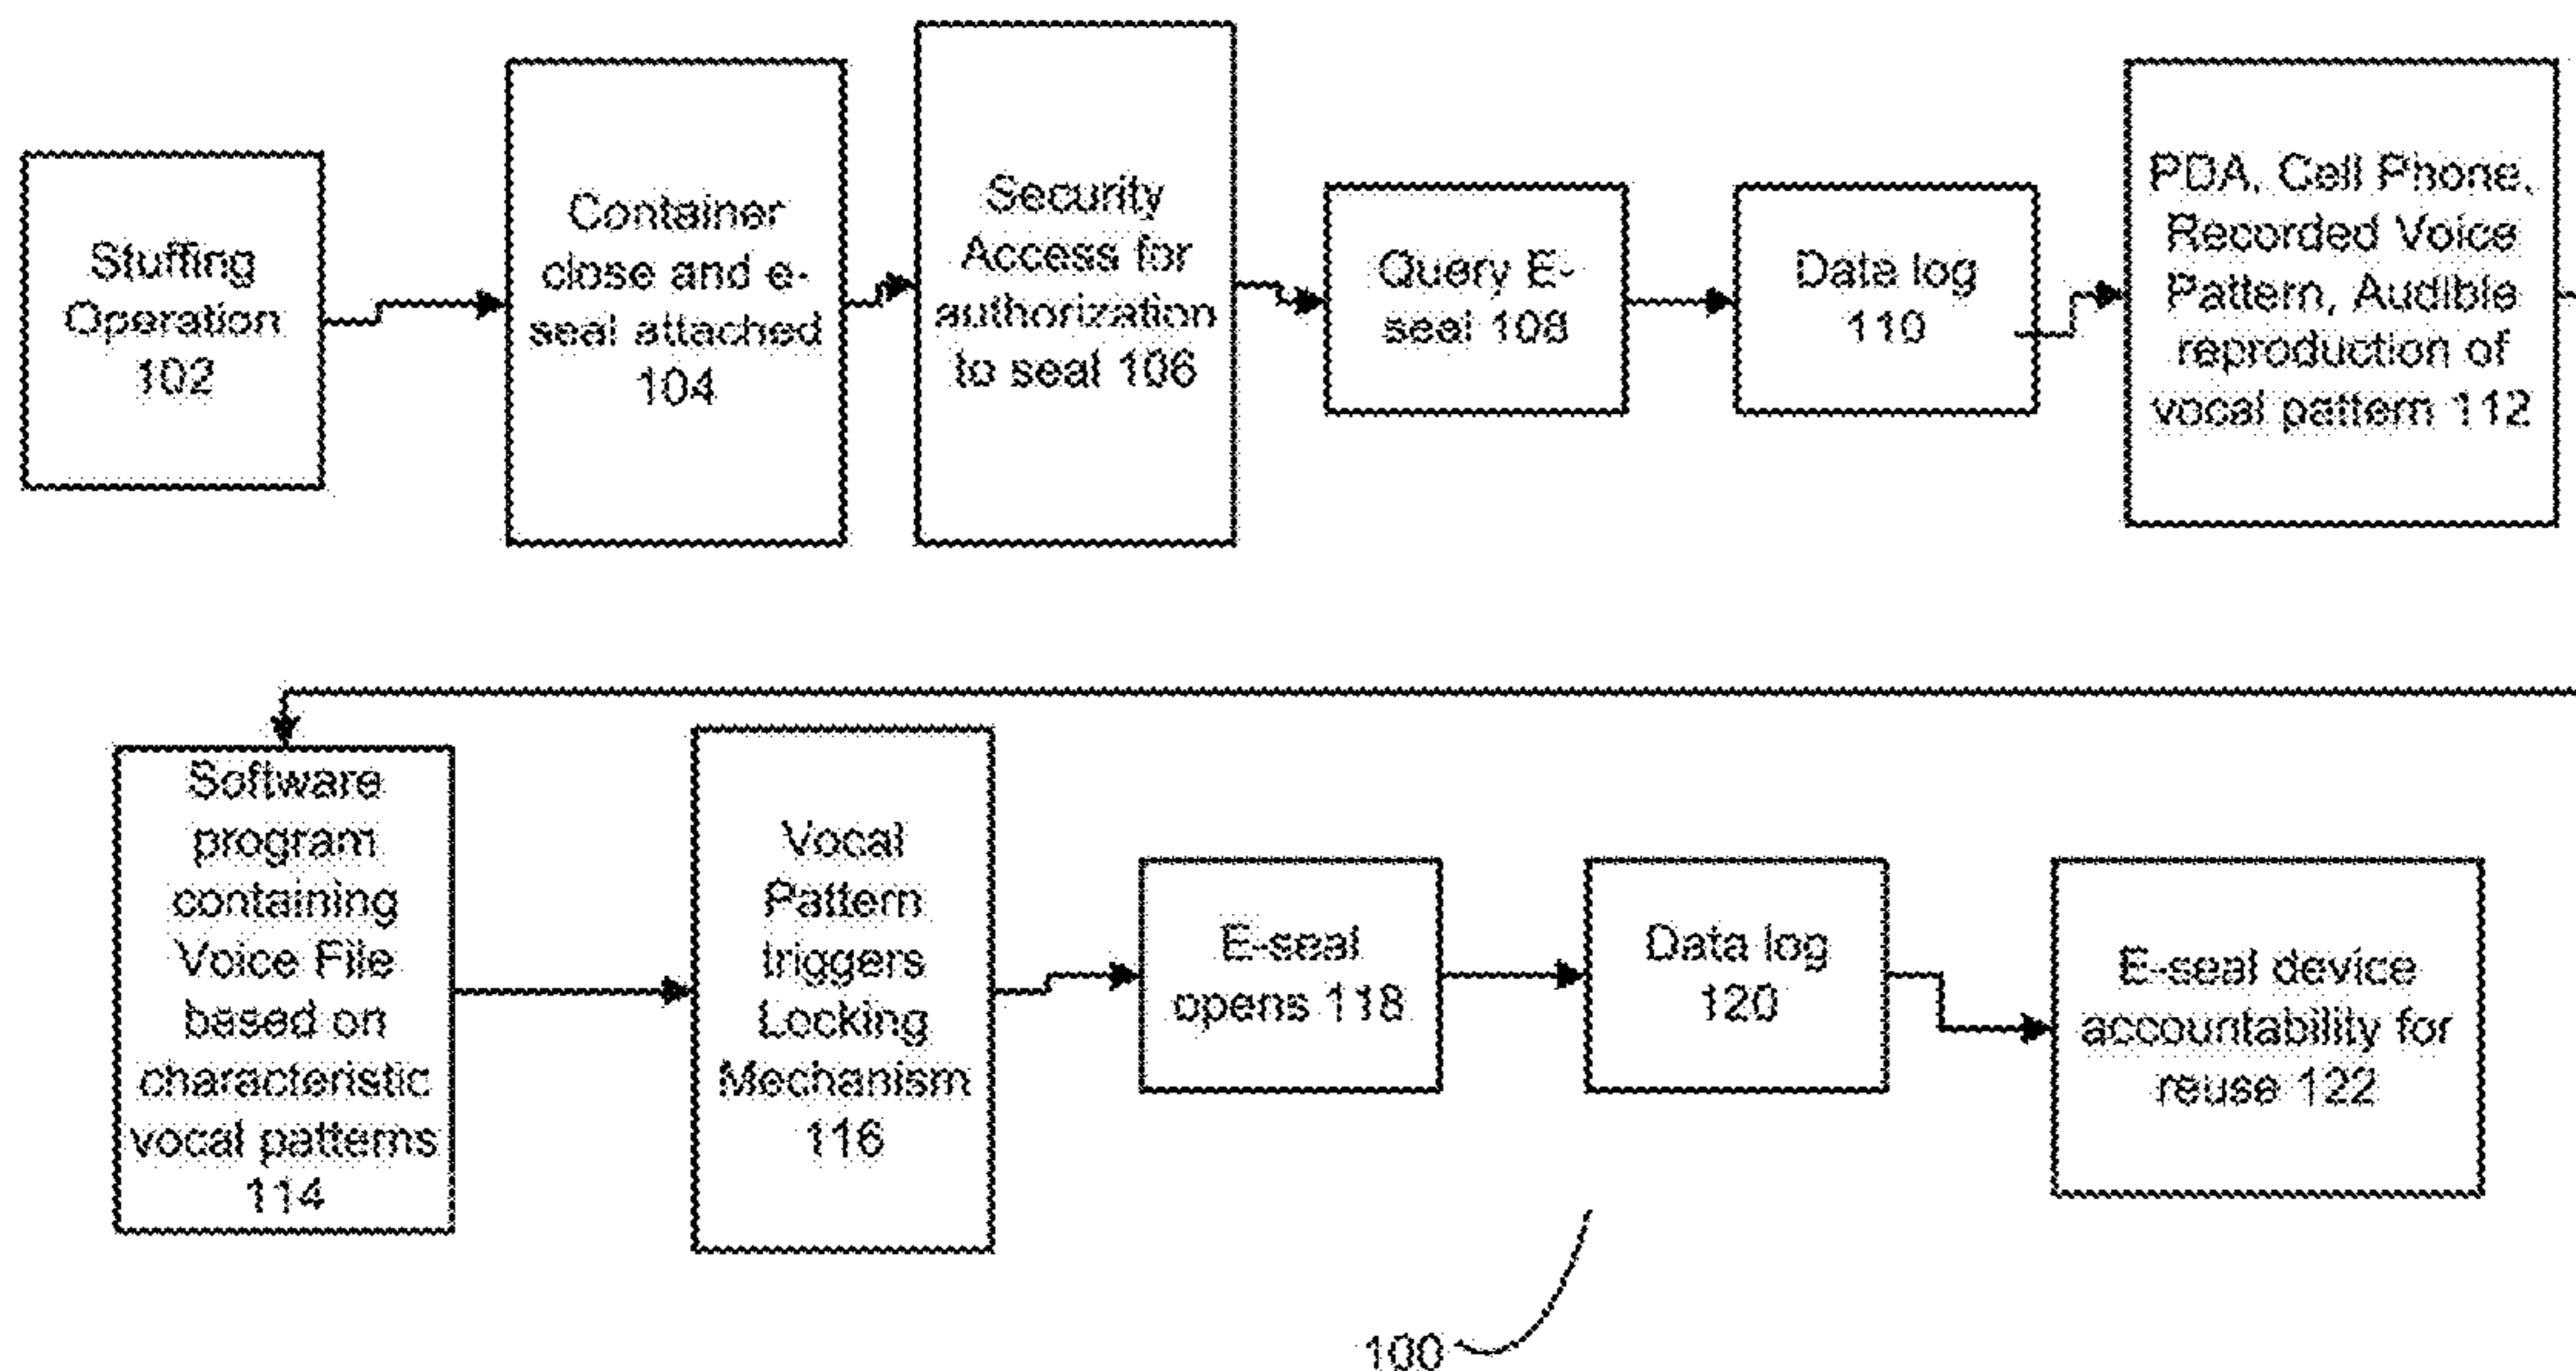 Stuffing
Operation
102
Container
close and e-
seal attached
104
Security
Access for
authorization
to seal 106
Query E-
seal 108
Data log
110
PDA, Cell Phone,
Recorded Voice
Pattern, Audible
reproduction of
vocal pattern 112
Software
program
containing
Voice File
based on
characteristic
vocal patterns
114
Vocal
Pattern
triggers
Locking
Mechanism
116
E-seal
opens 118
Data log
120
E-seal device
accountability for
reuse 122
100